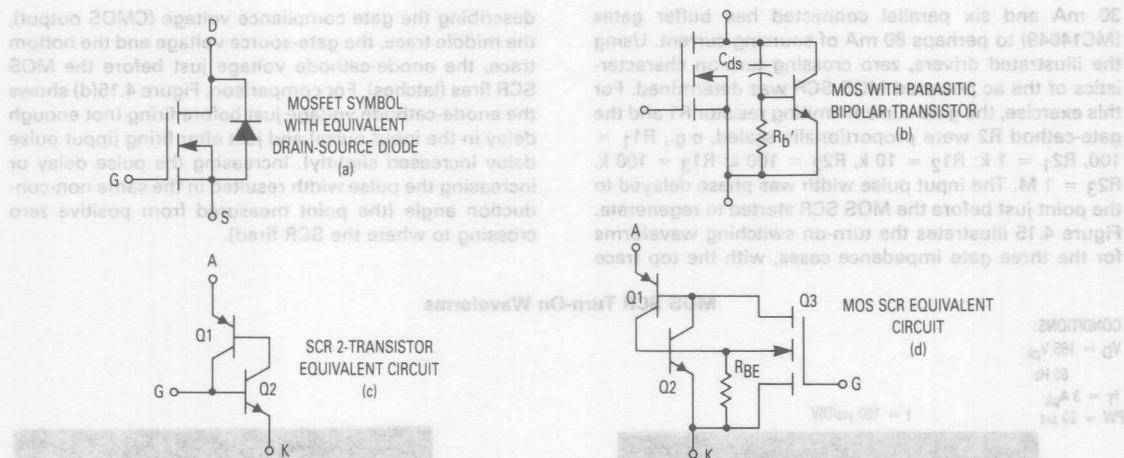 30 mA and six parallel connected hex buffer gates
(MC14049) to perhaps 80 mA of sourcing current. Using
the illustrated drivers, zero crossing turn-on character-
istics of the ac MOS SCR was determined. For
this exercise, the gate limiting resistor R1 and the
gate-cathod R2 were proportionally scaled, e.g., R1₁ =
100, R2₁ = 1 k; R1₂ = 10 k, R2₂ = 100 k; R1₃ = 100 k,
R2₃ = 1 M. The input pulse width was phase delayed to
the point just before the MOS SCR started to regenerate.
Figure 4.15 illustrates the turn-on switching waveforms
for the three gate impedance cases, with the top trace
describing the gate compliance voltage (CMOS output),
the middle trace, the gate-source voltage and the bottom
trace, the anode-cathode voltage just before the MOS
SCR fires (latches). For comparison, Figure 4.15(d) shows
the anode-cathode voltage just before firing (not enough
delay in the input pulse) and just after firing (input pulse
delay increased slightly). Increasing the pulse delay or
increasing the pulse width resulted in the same non-con-
duction angle (the point measured from positive zero
crossing to where the SCR fired).
D
G
S
MOSFET SYMBOL
WITH EQUIVALENT
DRAIN-SOURCE DIODE
(a)
Cds
Rb
MOS WITH PARASITIC
BIPOLAR TRANSISTOR
(b)
A
Q1
G
Q2
K
SCR 2-TRANSISTOR
EQUIVALENT CIRCUIT
(c)
A
Q1
Q3
Q2
RBE
G
K
MOS SCR EQUIVALENT
CIRCUIT
(d)
MOS SCR Turn-On Waveforms
CONDITIONS:
VD = 165 Vpk
60 Hz
IT = 3 Apk
PW = 20 μs
t = 100 μs/DIV